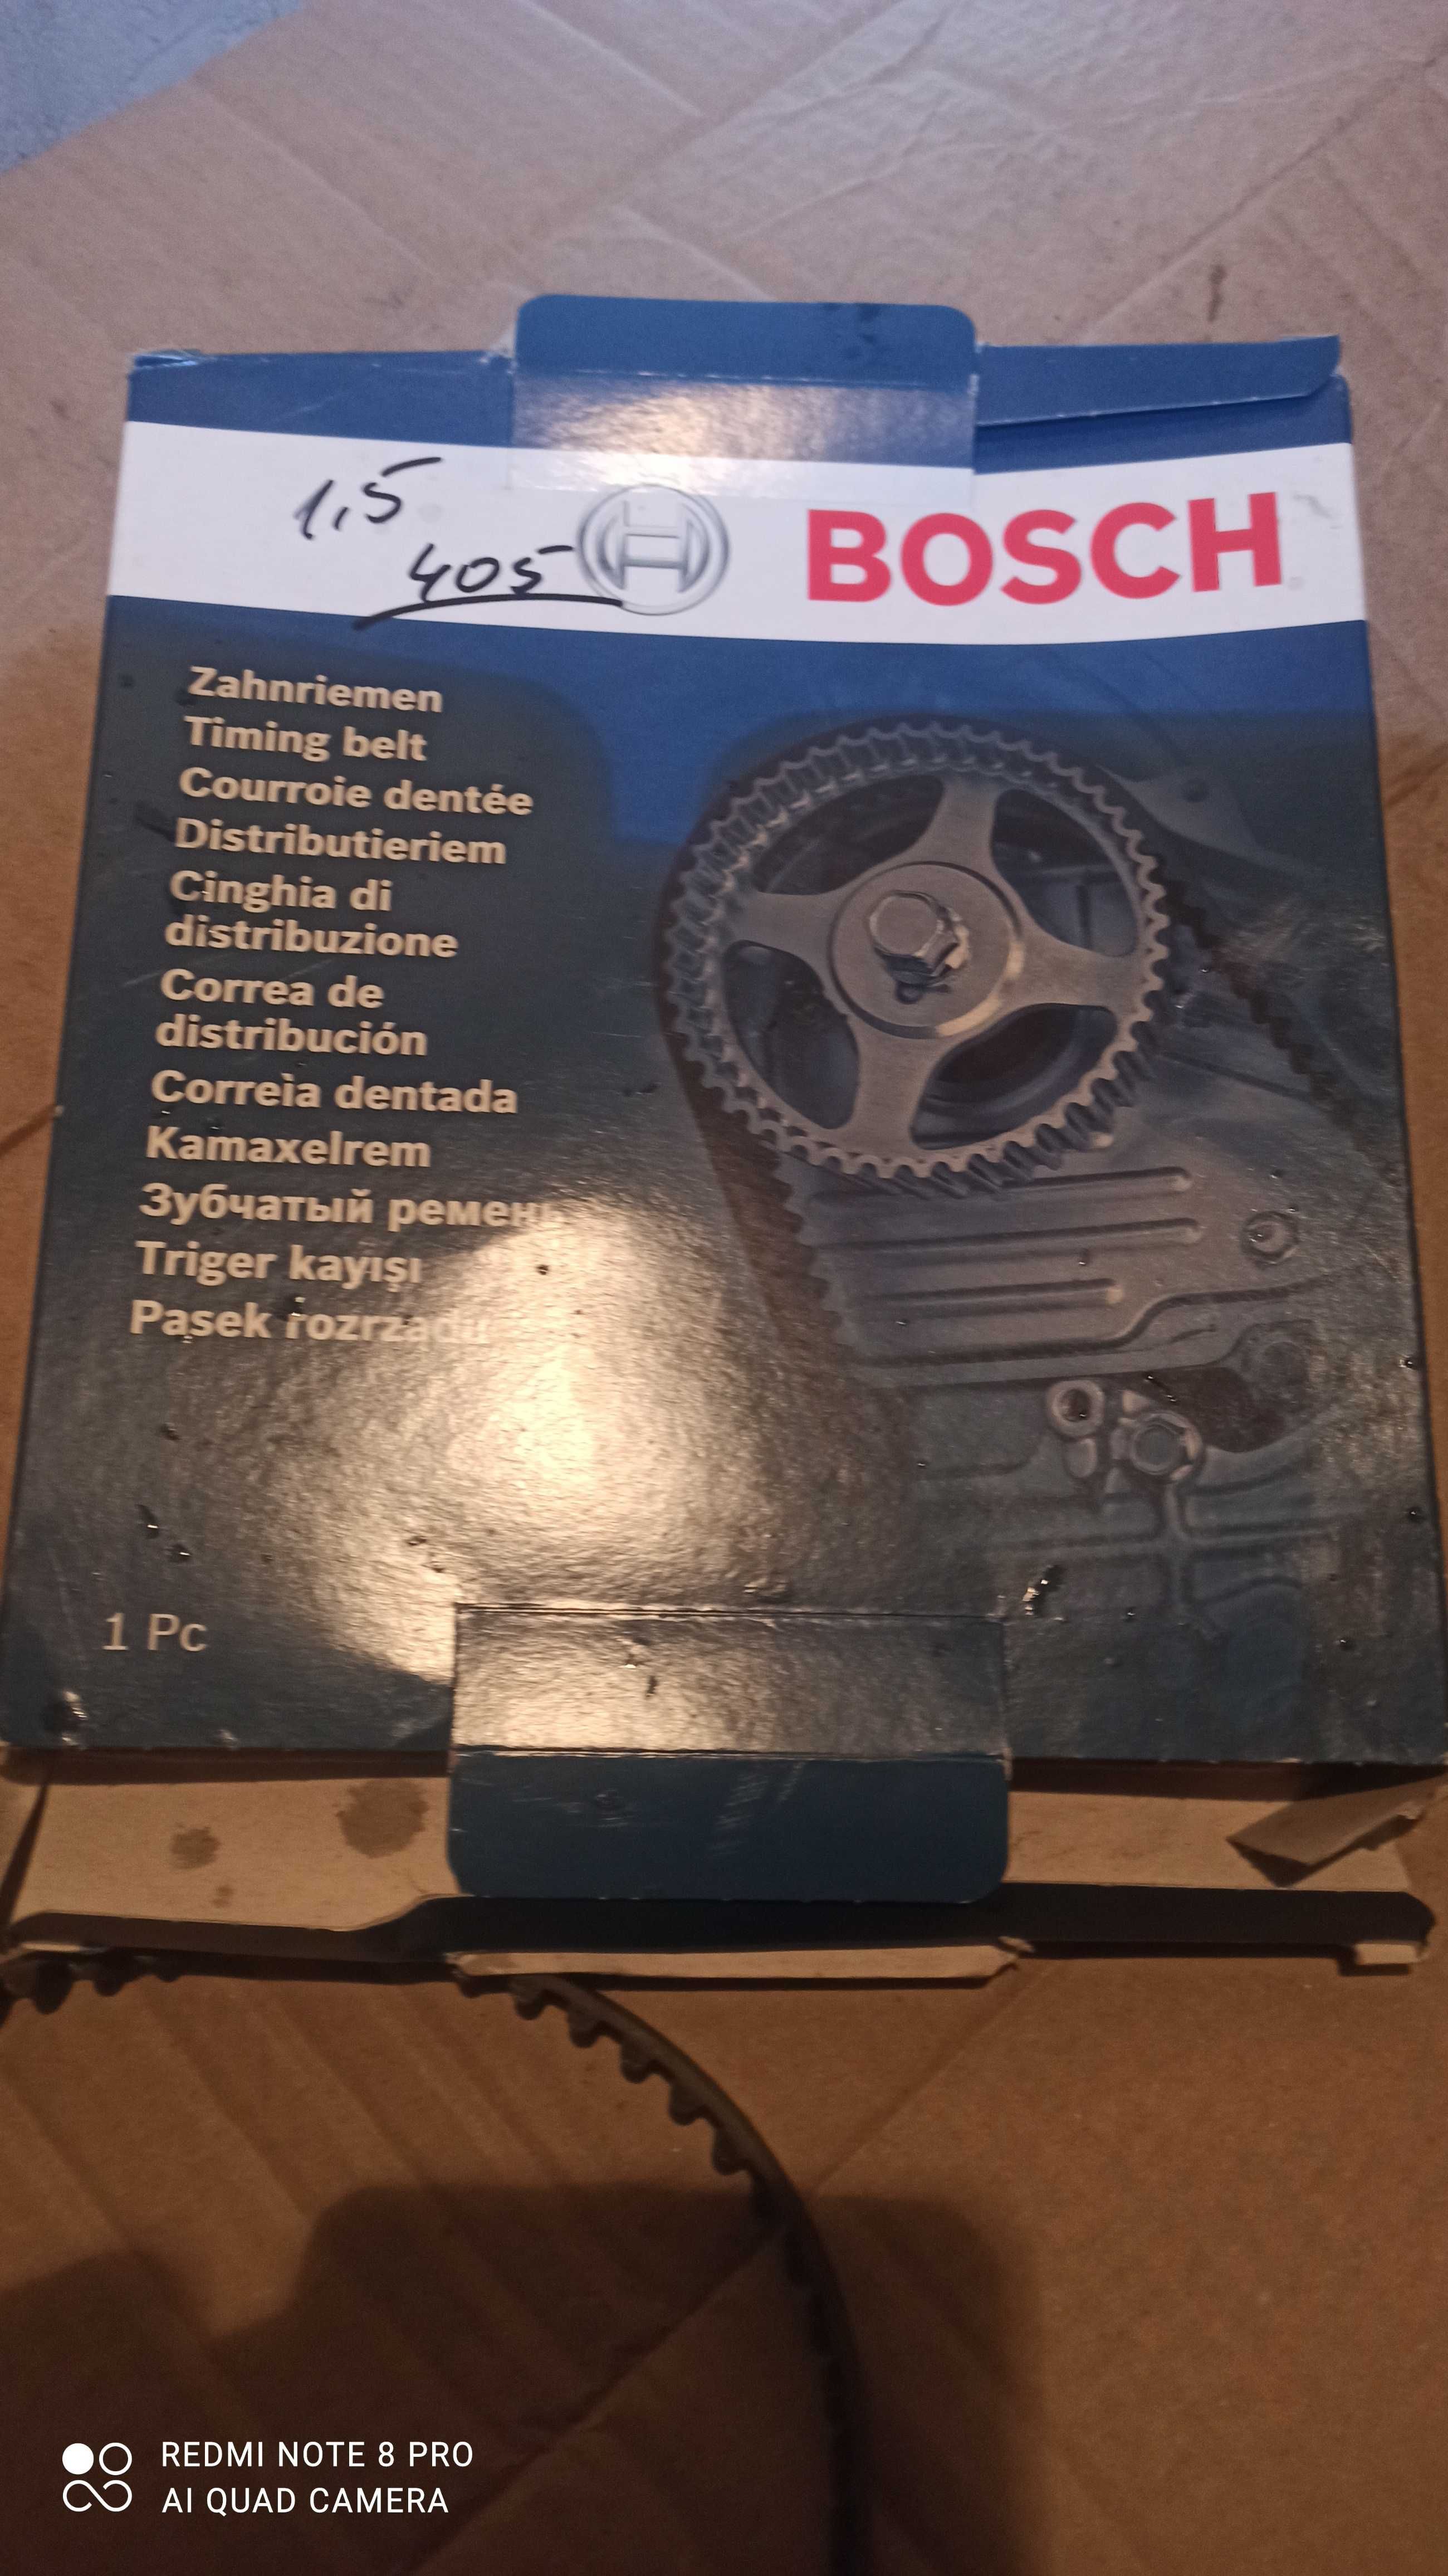 1,5
405
BOSCH
Zahnriemen
Timing belt
Courroie dentée
Distributieriem
Cinghia di
distribuzione
Correa de
distribución
Correia dentada
Kamaxelrem
Зубчатый ремень
Triger kayışı
Pasek rozrządu
1 Pc
REDMI NOTE 8 PRO
AI QUAD CAMERA